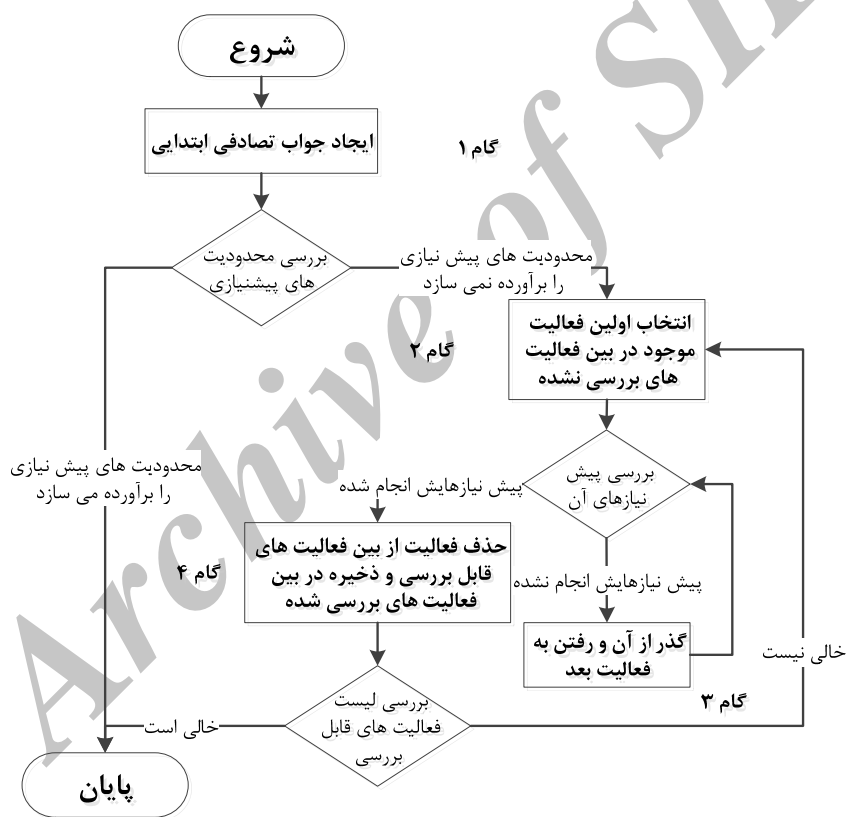 شروع
ایجاد جواب تصادفی ابتدایی
گام ۱
بررسی محدودیت
های پیشنیازی
محدودیت های پیش نیازی
را برآورده نمی سازد
انتخاب اولین فعالیت
موجود در بین فعالیت
های بررسی نشده
گام ۲
محدودیت های پیش نیازی
را برآورده می سازد
بررسی پیش
نیازهای آن
پیش نیازهایش انجام شده
حذف فعالیت از بین فعالیت های
قابل بررسی و ذخیره در بین
فعالیت های بررسی شده
گام ۴
پیش نیازهایش انجام نشده
گذر از آن و رفتن به
فعالیت بعد
خالی نیست
گام ۳
بررسی لیست
فعالیت های قابل
بررسی
خالی است
پایان
Archive of SID